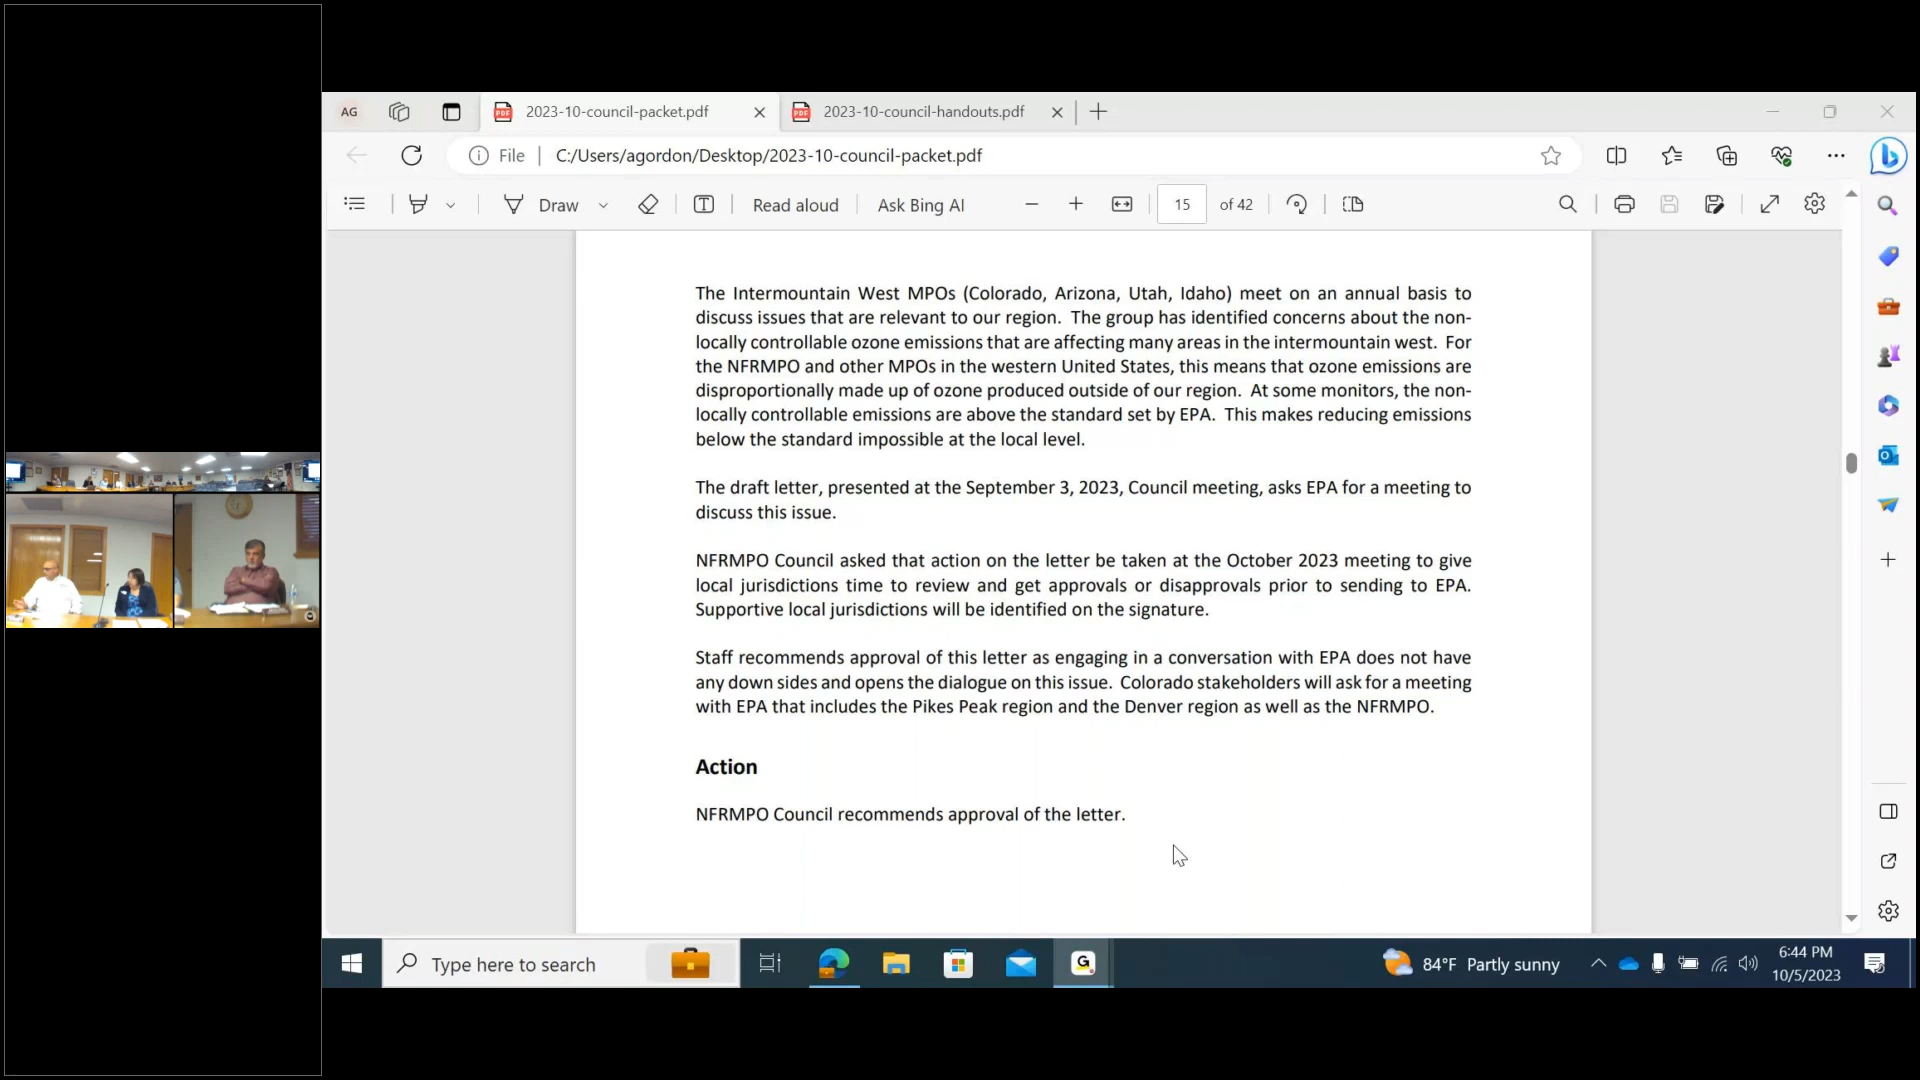 AG
2023-10-council-packet.pdf
2023-10-council-handouts.pdf
File
C:/Users/agordon/Desktop/2023-10-council-packet.pdf
Draw
Read aloud
Ask Bing AI
15
of 42
The Intermountain West MPOs (Colorado, Arizona, Utah, Idaho) meet on an annual basis to
discuss issues that are relevant to our region. The group has identified concerns about the non-
locally controllable ozone emissions that are affecting many areas in the intermountain west. For
the NFRMPO and other MPOs in the western United States, this means that ozone emissions are
disproportionally made up of ozone produced outside of our region. At some monitors, the non-
locally controllable emissions are above the standard set by EPA. This makes reducing emissions
below the standard impossible at the local level.
The draft letter, presented at the September 3, 2023, Council meeting, asks EPA for a meeting to
discuss this issue.
NFRMPO Council asked that action on the letter be taken at the October 2023 meeting to give
local jurisdictions time to review and get approvals or disapprovals prior to sending to EPA.
Supportive local jurisdictions will be identified on the signature.
Staff recommends approval of this letter as engaging in a conversation with EPA does not have
any down sides and opens the dialogue on this issue. Colorado stakeholders will ask for a meeting
with EPA that includes the Pikes Peak region and the Denver region as well as the NFRMPO.
Action
NFRMPO Council recommends approval of the letter.
Type here to search
84°F Partly sunny
6:44 PM
10/5/2023